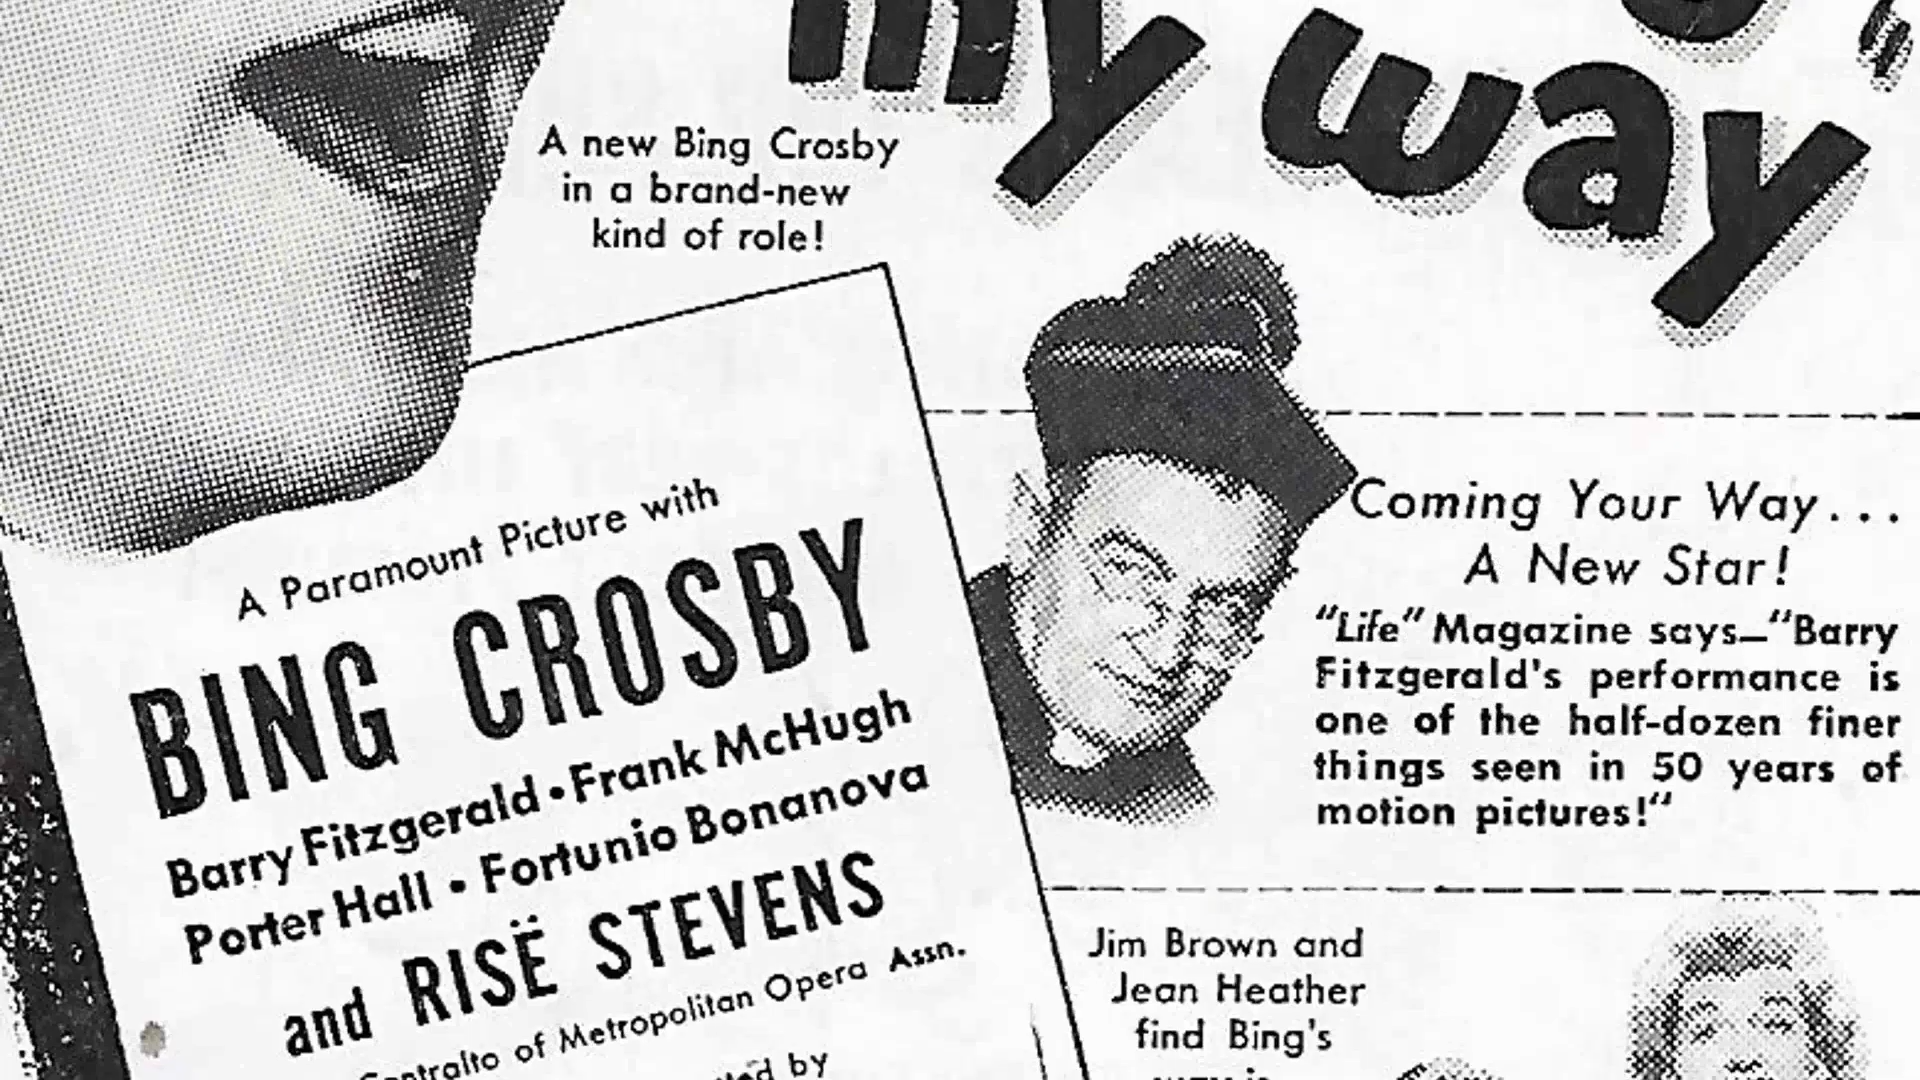 my way"
A new Bing Crosby
in a brand-new
kind of role!
A Paramount Picture with
BING CROSBY
Barry Fitzgerald • Frank McHugh
Porter Hall • Fortunio Bonanova
and RISË STEVENS
Contralto of Metropolitan Opera Assn.
by
Coming Your Way...
A New Star!
"Life" Magazine says—"Barry
Fitzgerald's performance is
one of the half-dozen finer
things seen in 50 years of
motion pictures!"
Jim Brown and
Jean Heather
find Bing's